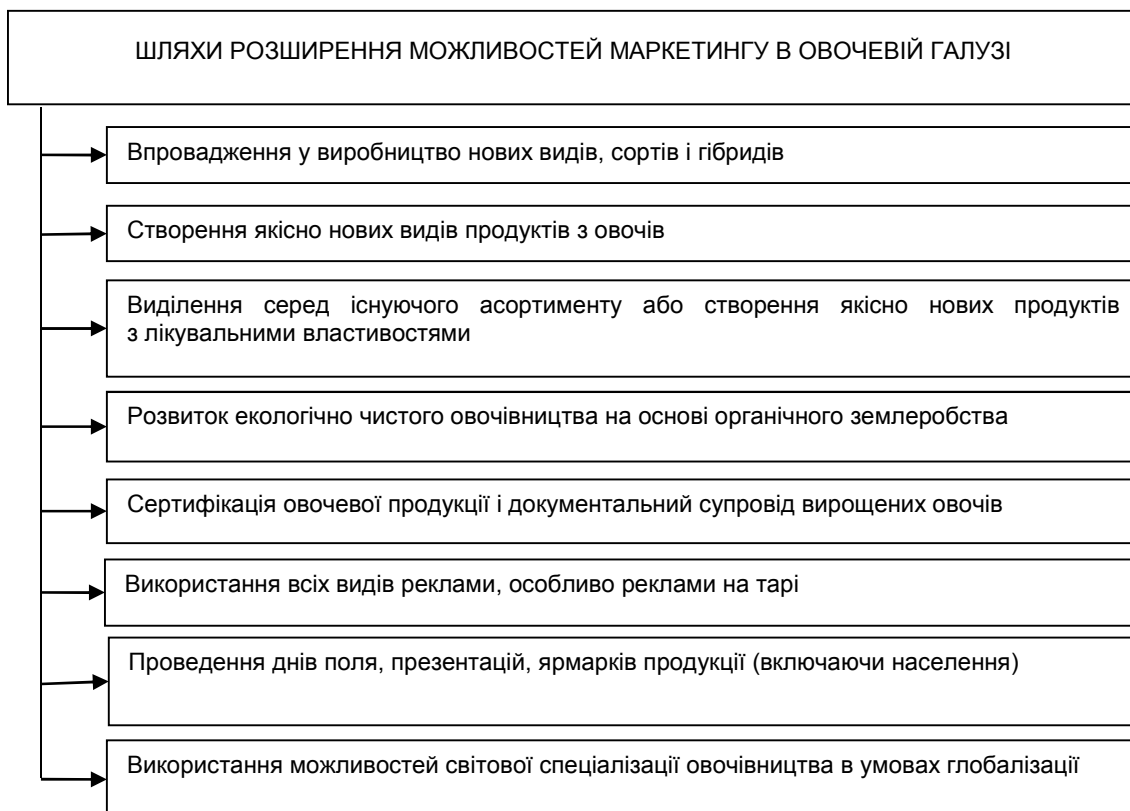 ШЛЯХИ РОЗШИРЕННЯ МОЖЛИВОСТЕЙ МАРКЕТИНГУ В ОВОЧЕВІЙ ГАЛУЗІ
Впровадження у виробництво нових видів, сортів і гібридів
Створення якісно нових видів продуктів з овочів
Виділення серед існуючого асортименту або створення якісно нових продуктів
з лікувальними властивостями
Розвиток екологічно чистого овочівництва на основі органічного землеробства
Сертифікація овочевої продукції і документальний супровід вирощених овочів
Використання всіх видів реклами, особливо реклами на тарі
Проведення днів поля, презентацій, ярмарків продукції (включаючи населення)
Використання можливостей світової спеціалізації овочівництва в умовах глобалізації